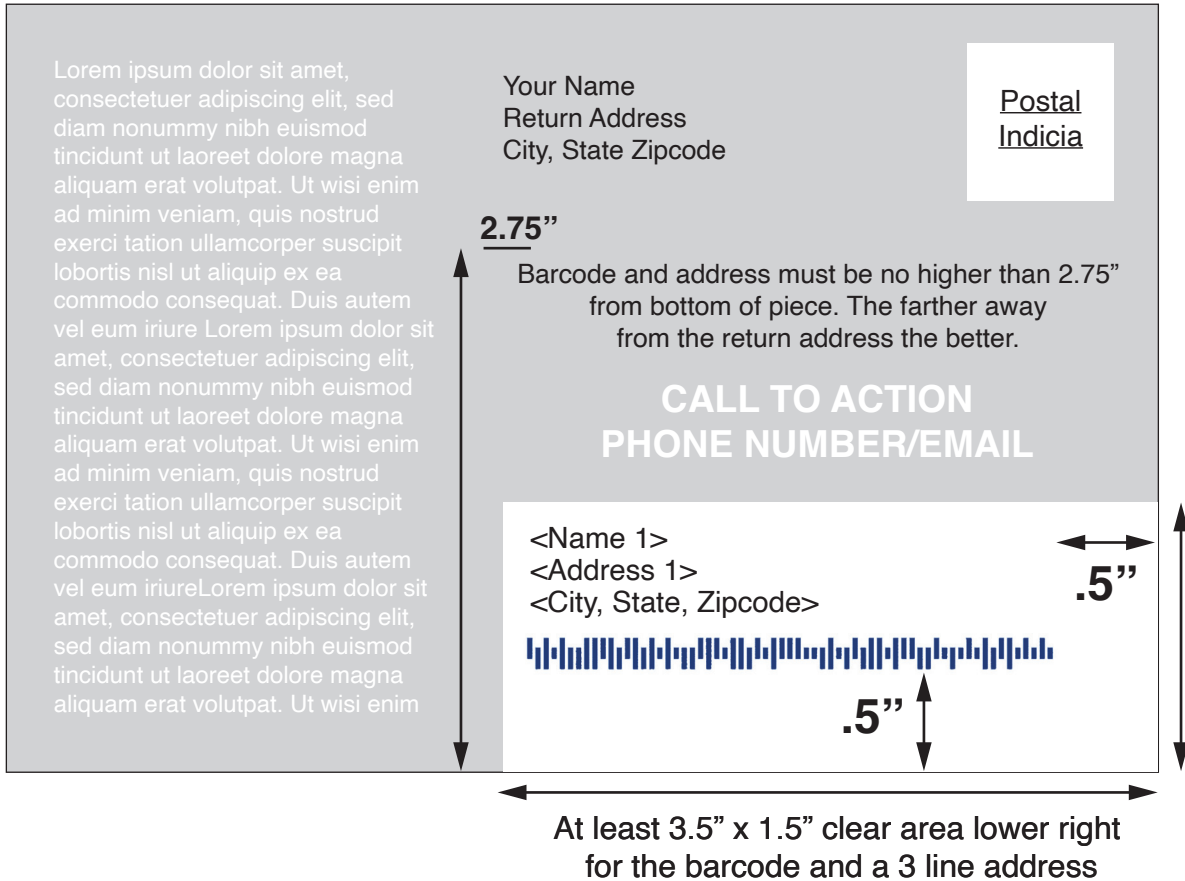 Lorem ipsum dolor sit amet,
consectetuer adipiscing elit, sed
diam nonummy nibh euismod
tincidunt ut laoreet dolore magna
aliquam erat volutpat. Ut wisi enim
ad minim veniam, quis nostrud
exerci tation ullamcorper suscipit
lobortis nisl ut aliquip ex ea
commodo consequat. Duis autem
vel eum iriure Lorem ipsum dolor sit
amet, consectetuer adipiscing elit,
sed diam nonummy nibh euismod
tincidunt ut laoreet dolore magna
aliquam erat volutpat. Ut wisi enim
ad minim veniam, quis nostrud
exerci tation ullamcorper suscipit
lobortis nisl ut aliquip ex ea
commodo consequat. Duis autem
vel eum iriureLorem ipsum dolor sit
amet, consectetuer adipiscing elit,
sed diam nonummy nibh euismod
tincidunt ut laoreet dolore magna
aliquam erat volutpat. Ut wisi enim
Your Name
Return Address
City, State Zipcode
Postal
Indicia
2.75”
Barcode and address must be no higher than 2.75”
from bottom of piece. The farther away
from the return address the better.
CALL TO ACTION
PHONE NUMBER/EMAIL
<Name 1>
<Address 1>
<City, State, Zipcode>
.5”
.5”
At least 3.5” x 1.5” clear area lower right
for the barcode and a 3 line address